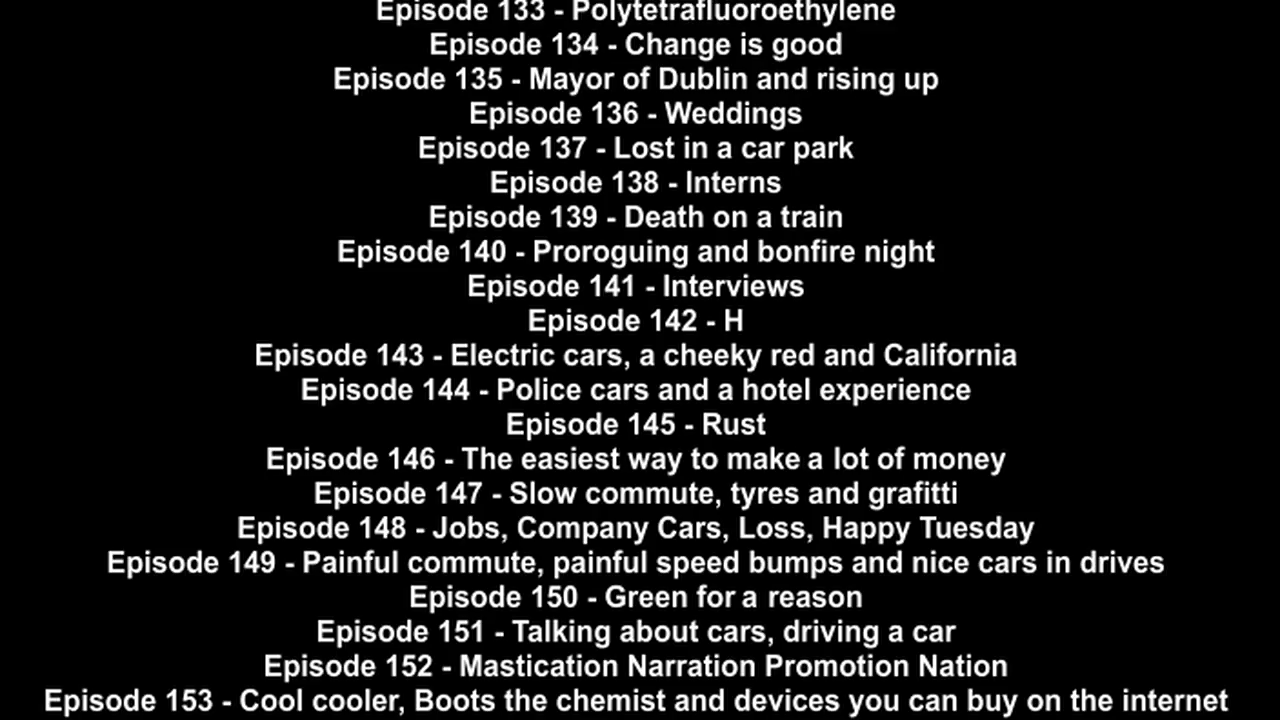 Episode 133 - Polytetrafluoroethylene
Episode 134 - Change is good
Episode 135 - Mayor of Dublin and rising up
Episode 136 - Weddings
Episode 137 - Lost in a car park
Episode 138 - Interns
Episode 139 - Death on a train
Episode 140 - Proroguing and bonfire night
Episode 141 - Interviews
Episode 142 - H
Episode 143 - Electric cars, a cheeky red and California
Episode 144 - Police cars and a hotel experience
Episode 145 - Rust
Episode 146 - The easiest way to make a lot of money
Episode 147 - Slow commute, tyres and grafitti
Episode 148 - Jobs, Company Cars, Loss, Happy Tuesday
Episode 149 - Painful commute, painful speed bumps and nice cars in drives
Episode 150 - Green for a reason
Episode 151 - Talking about cars, driving a car
Episode 152 - Mastication Narration Promotion Nation
Episode 153 - Cool cooler, Boots the chemist and devices you can buy on the internet